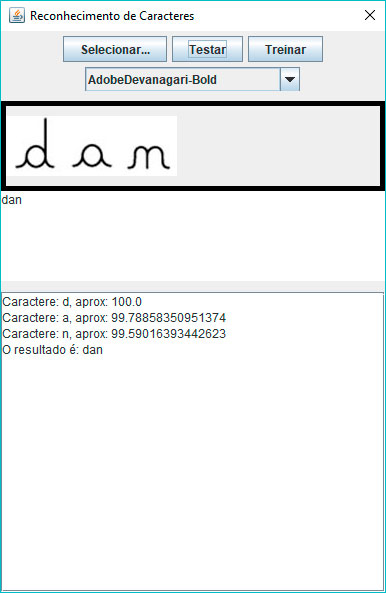 Reconhecimento de Caracteres
Selecionar... Testar Treinar
AdobeDevanagari-Bold
d a m
dan
Caractere: d, aprox: 100.0
Caractere: a, aprox: 99.78858350951374
Caractere: n, aprox: 99.59016393442623
O resultado é: dan